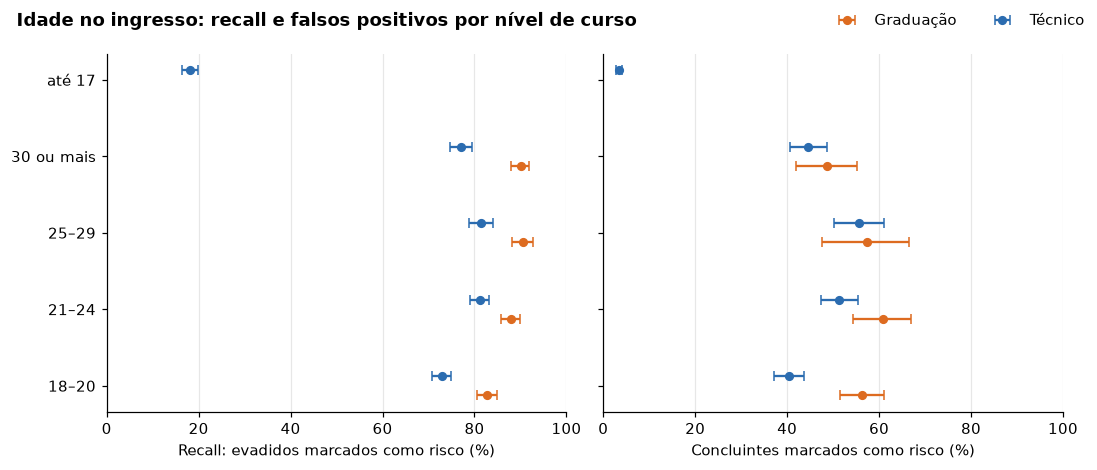 Idade no ingresso: recall e falsos positivos por nível de curso
Graduação
Técnico
até 17
30 ou mais
25–29
21–24
18–20
0 20 40 60 80 100
0 20 40 60 80 100
Recall: evadidos marcados como risco (%)
Concluintes marcados como risco (%)